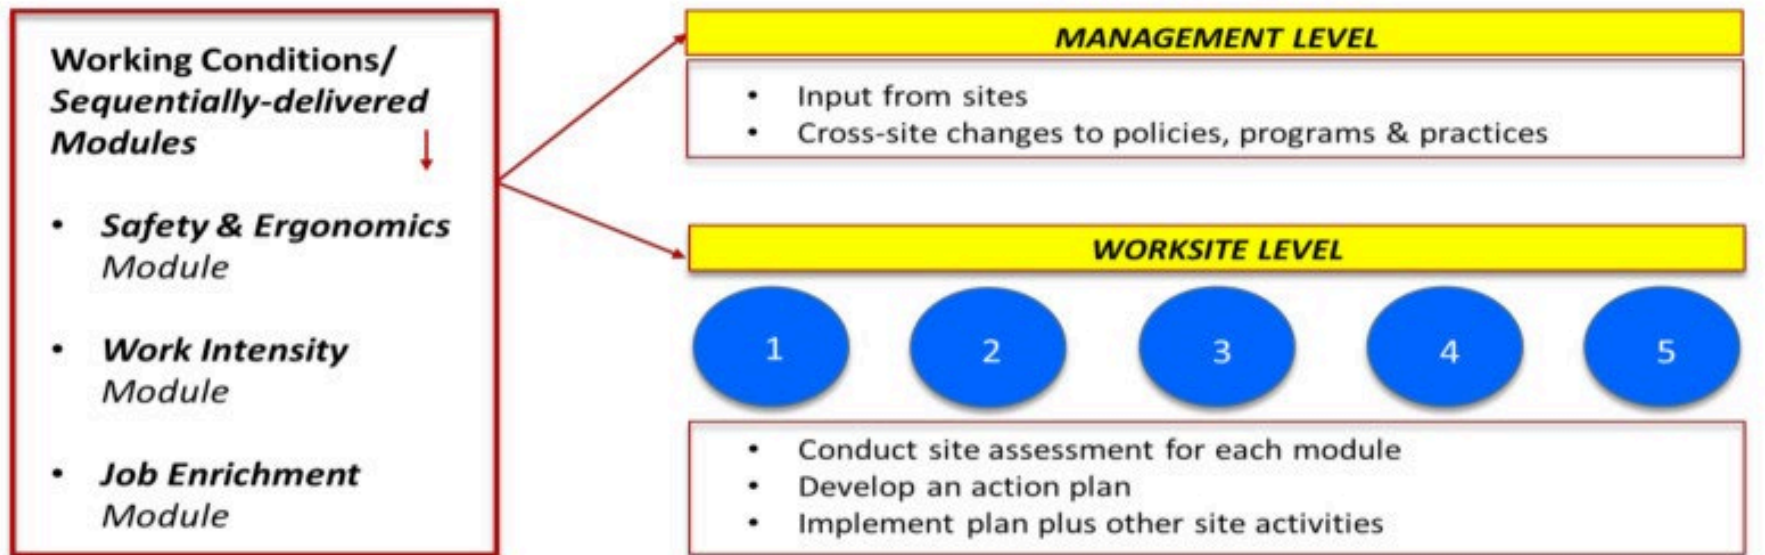 Working Conditions/
Sequentially-delivered
Modules
• Safety & Ergonomics
Module
• Work Intensity
Module
• Job Enrichment
Module
MANAGEMENT LEVEL
• Input from sites
• Cross-site changes to policies, programs & practices
WORKSITE LEVEL
1 2 3 4 5
• Conduct site assessment for each module
• Develop an action plan
• Implement plan plus other site activities